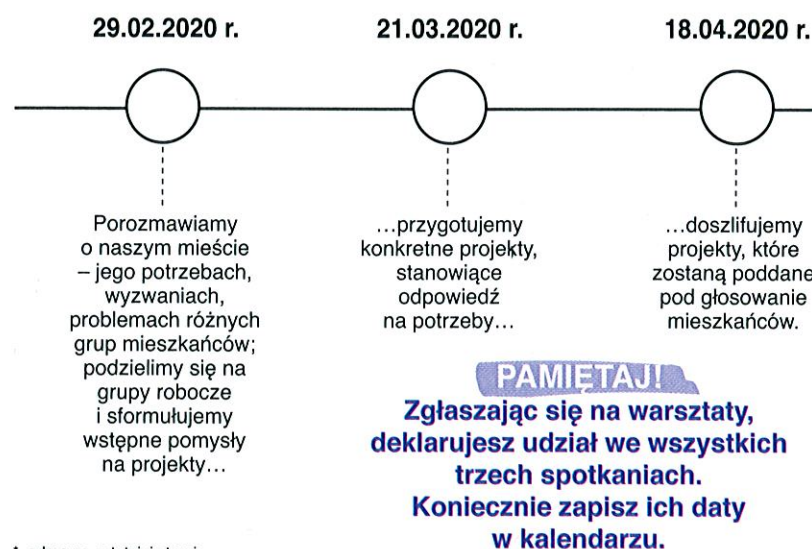 29.02.2020 r.
Porozmawiamy
o naszym mieście
– jego potrzebach,
wyzwaniach,
problemach różnych
grup mieszkańców;
podzielimy się na
grupy robocze
i sformułujemy
wstępne pomysły
na projekty…
21.03.2020 r.
…przygotujemy
konkretne projekty,
stanowiące
odpowiedź
na potrzeby…
18.04.2020 r.
…doszlifujemy
projekty, które
zostaną poddane
pod głosowanie
mieszkańców.
PAMIĘTAJ!
Zgłaszając się na warsztaty,
deklarujesz udział we wszystkich
trzech spotkaniach.
Koniecznie zapisz ich daty
w kalendarzu.